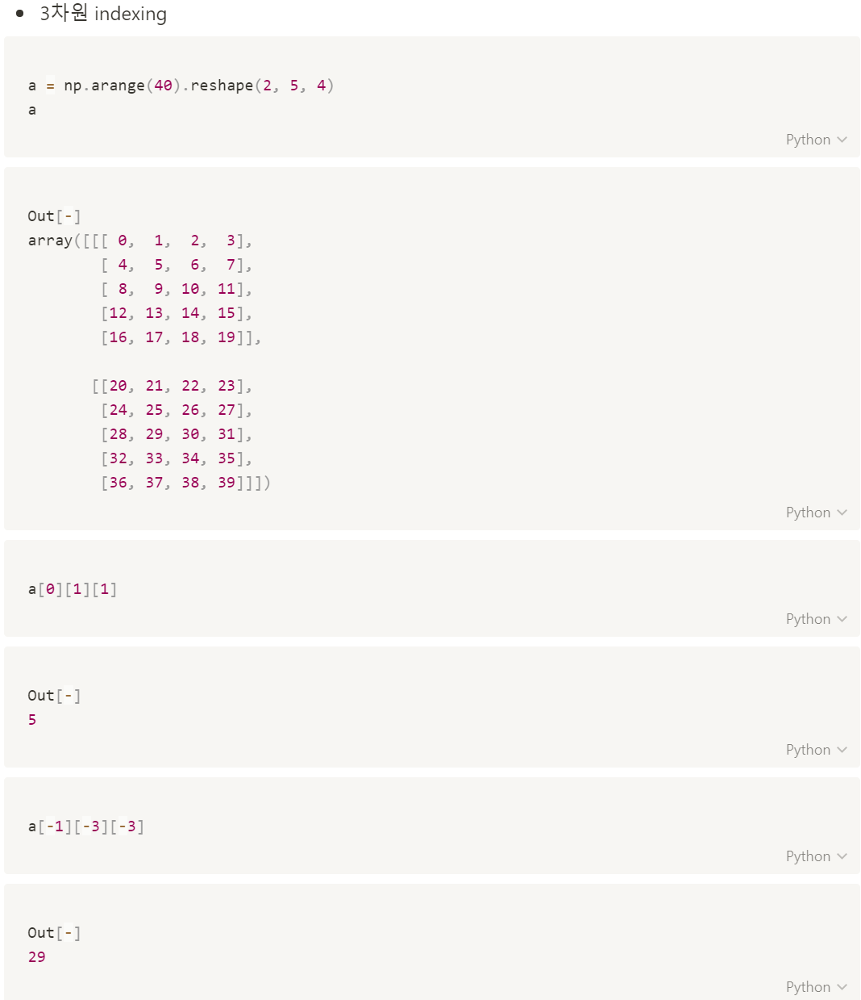 • 3차원 indexing
a = np.arange(40).reshape(2, 5, 4)
a
Python
Out[-]
array([[[ 0,  1,  2,  3],
        [ 4,  5,  6,  7],
        [ 8,  9, 10, 11],
        [12, 13, 14, 15],
        [16, 17, 18, 19]],
       [[20, 21, 22, 23],
        [24, 25, 26, 27],
        [28, 29, 30, 31],
        [32, 33, 34, 35],
        [36, 37, 38, 39]]])
Python
a[0][1][1]
Python
Out[-]
5
Python
a[-1][-3][-3]
Python
Out[-]
29
Python